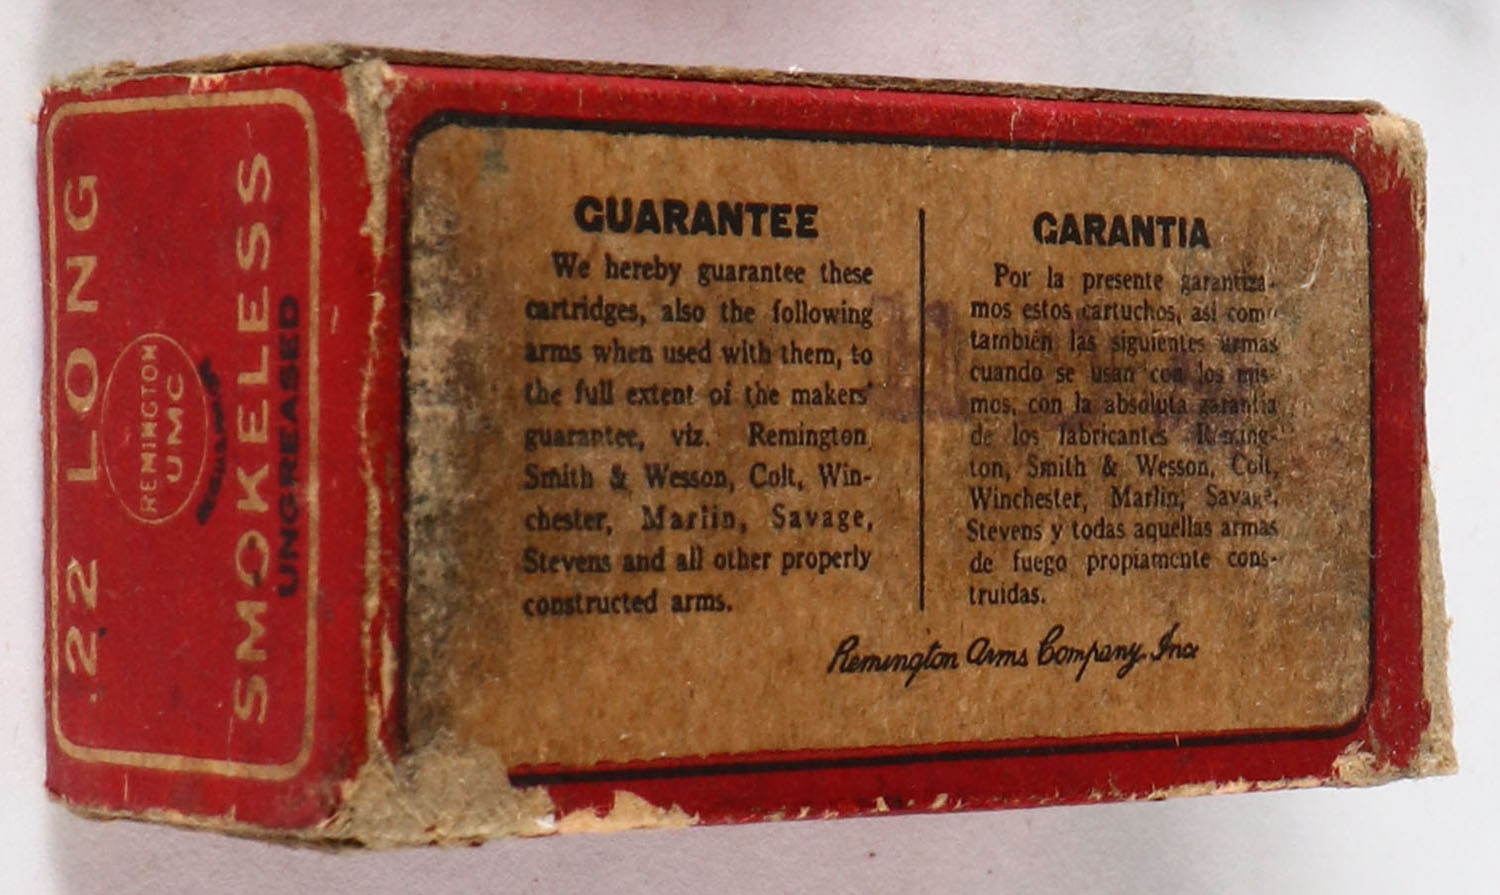 .22 LONG
REMINGTON
UMC
SMOKELESS
UNGREASED
GUARANTEE
We hereby guarantee these
cartridges, also the following
arms when used with them, to
the full extent of the makers'
guarantee, viz. Remington
Smith & Wesson, Colt, Win-
chester, Marlin, Savage,
Stevens and all other properly
constructed arms.
GARANTIA
Por la presente garantiza-
mos estos cartuchos, así como
también las siguientes armas
cuando se usan con los mis-
mos, con la absoluta garantía
de los fabricantes Reming-
ton, Smith & Wesson, Colt,
Winchester, Marlin, Savage,
Stevens y todas aquellas armas
de fuego propiamente cons-
truidas.
Remington Arms Company, Inc.